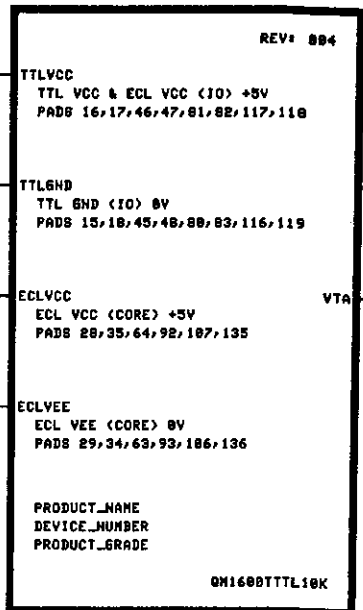 REV: 004
TTLVCC
TTL VCC & ECL VCC (IO) +5V
PADS 16,17,46,47,81,82,117,118
TTLGND
TTL GND (IO) 0V
PADS 15,18,45,48,80,83,116,119
ECLVCC
VTA
ECL VCC (CORE) +5V
PADS 28,35,64,92,107,135
ECLVEE
ECL VEE (CORE) 0V
PADS 29,34,63,93,106,136
PRODUCT_NAME
DEVICE_NUMBER
PRODUCT_GRADE
QM1600TTTL10K